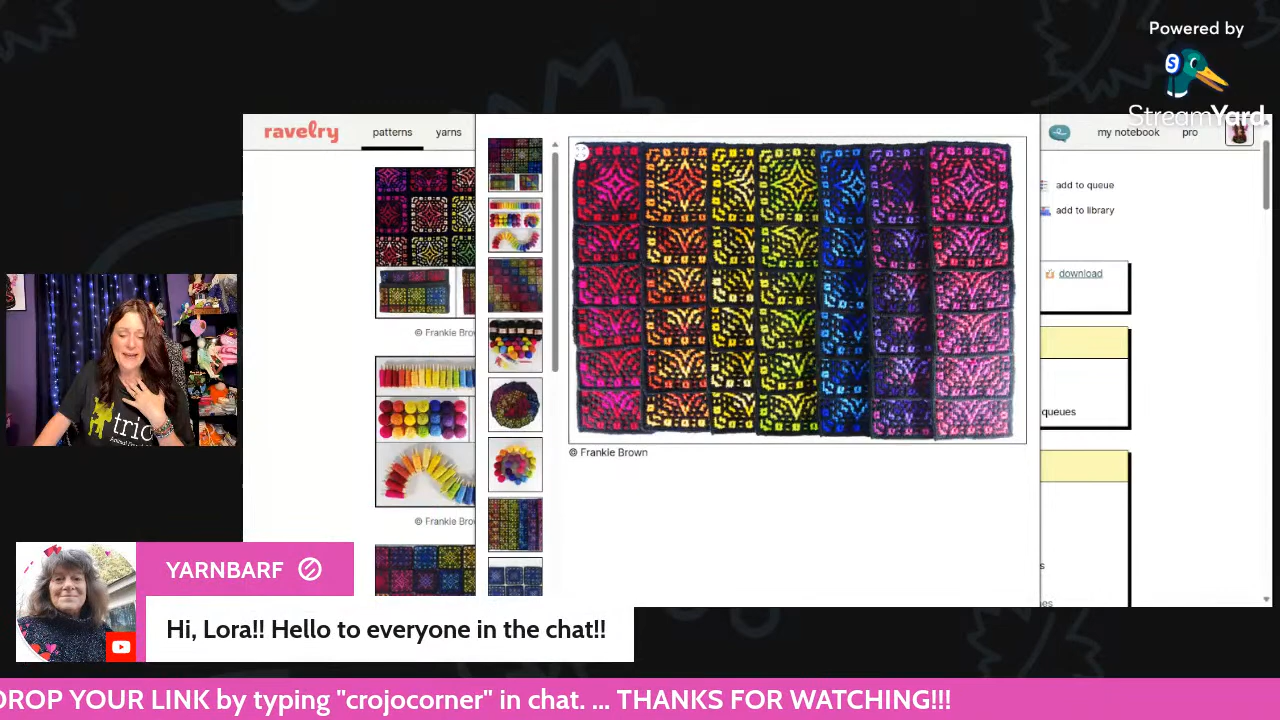 Powered by
StreamYard
ravelry
patterns
yarns
my notebook
pro
add to queue
add to library
download
© Frankie Brow
© Frankie Brown
queues
© Frankie Brow
YARNBARF
Hi, Lora!! Hello to everyone in the chat!!
DROP YOUR LINK by typing "crojocorner" in chat. ... THANKS FOR WATCHING!!!